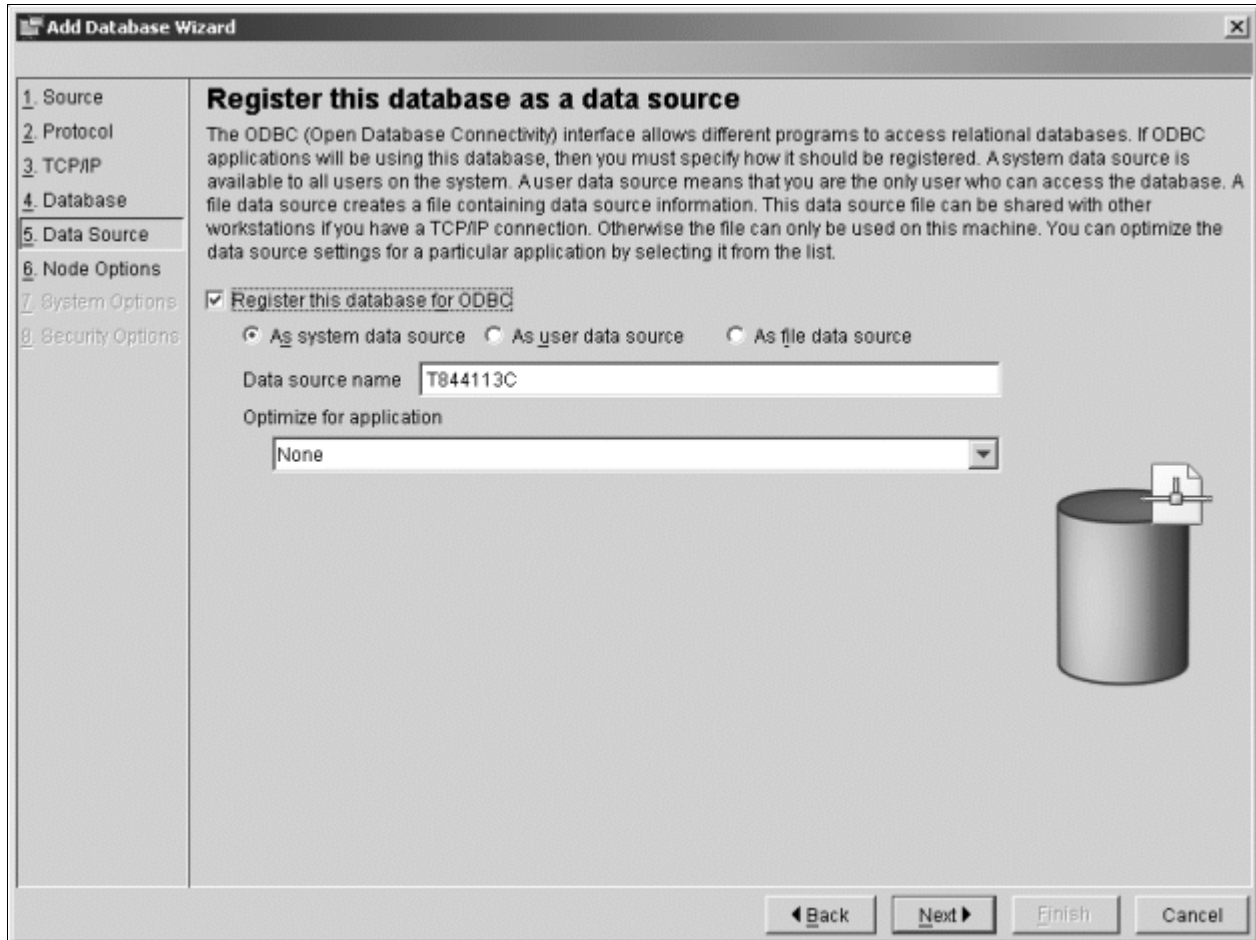 Add Database Wizard
1. Source
2. Protocol
3. TCP/IP
4. Database
5. Data Source
6. Node Options
7. System Options
8. Security Options
Register this database as a data source
The ODBC (Open Database Connectivity) interface allows different programs to access relational databases. If ODBC
applications will be using this database, then you must specify how it should be registered. A system data source is
available to all users on the system. A user data source means that you are the only user who can access the database. A
file data source creates a file containing data source information. This data source file can be shared with other
workstations if you have a TCP/IP connection. Otherwise the file can only be used on this machine. You can optimize the
data source settings for a particular application by selecting it from the list.
Register this database for ODBC
As system data source As user data source As file data source
Data source name T844113C
Optimize for application
None
Back Next Finish Cancel